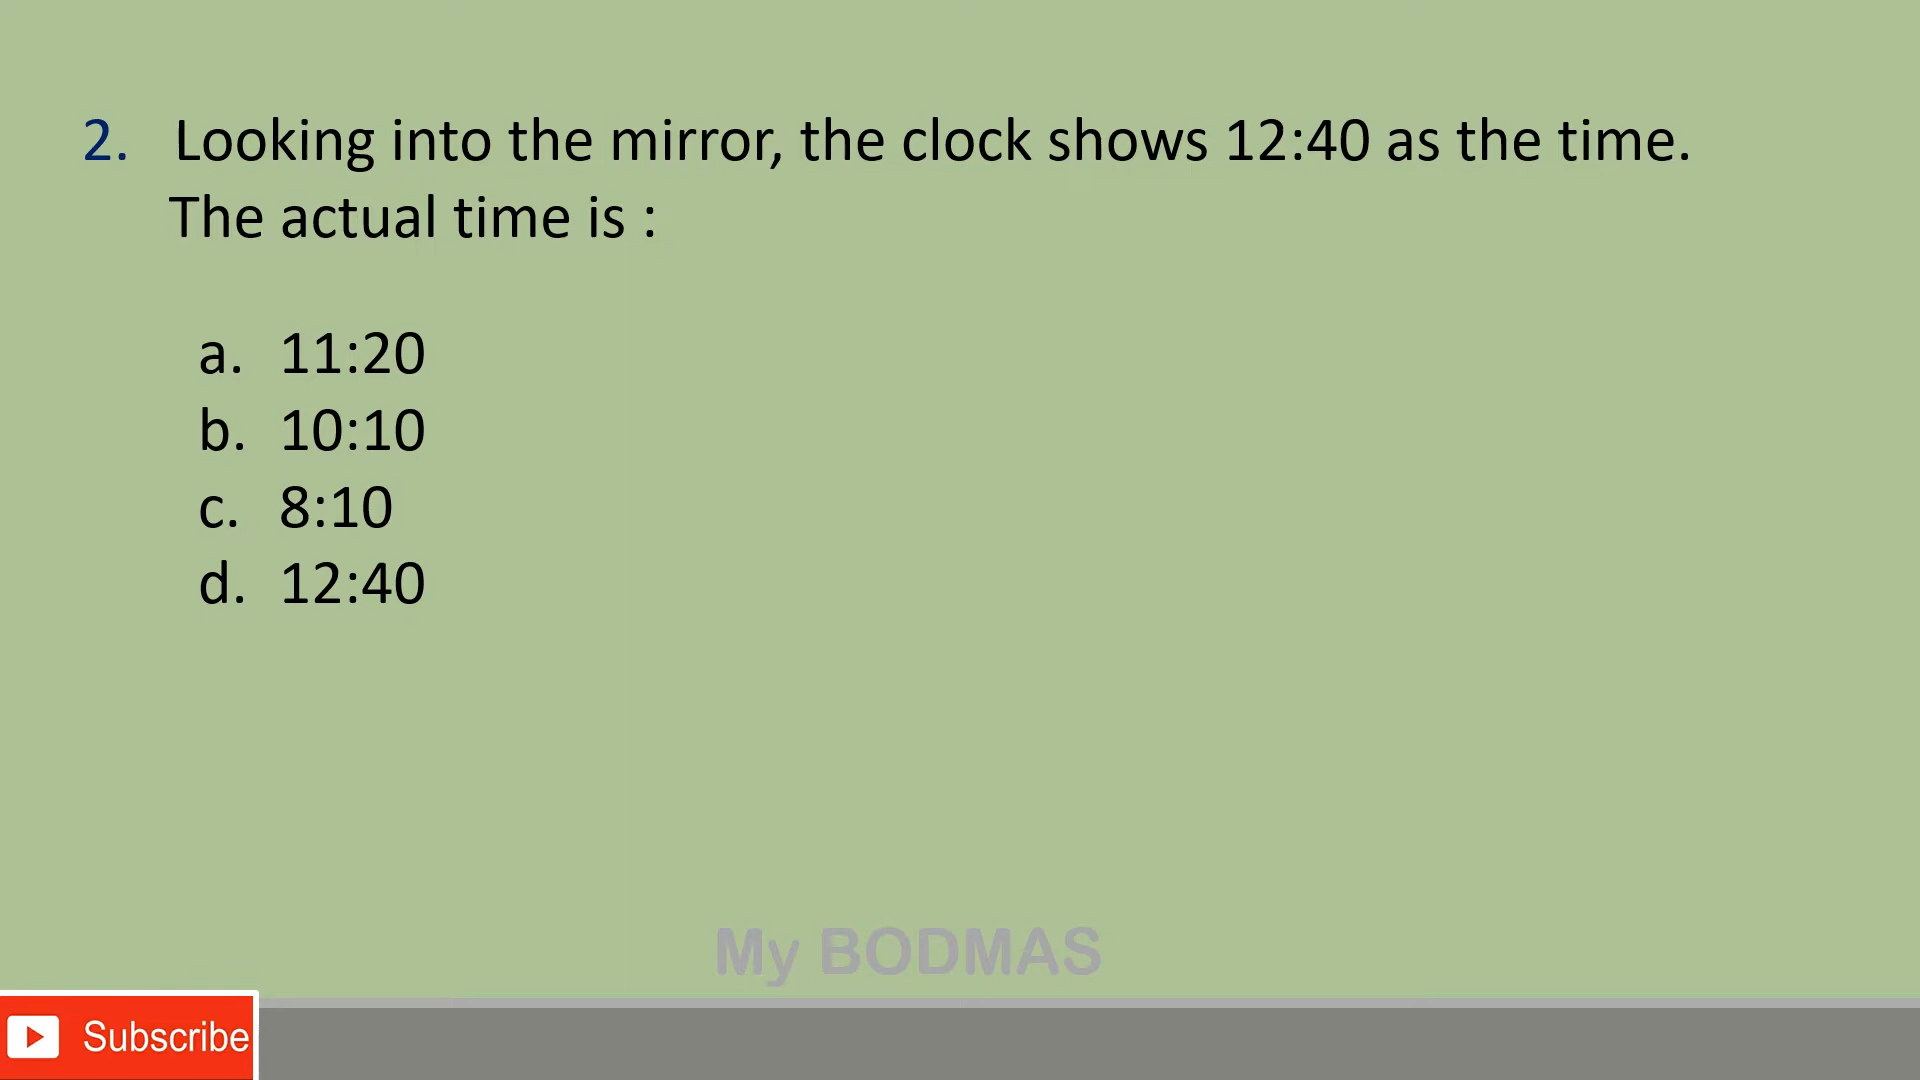 2. Looking into the mirror, the clock shows 12:40 as the time.
The actual time is :
a. 11:20
b. 10:10
c. 8:10
d. 12:40
My BODMAS
Subscribe